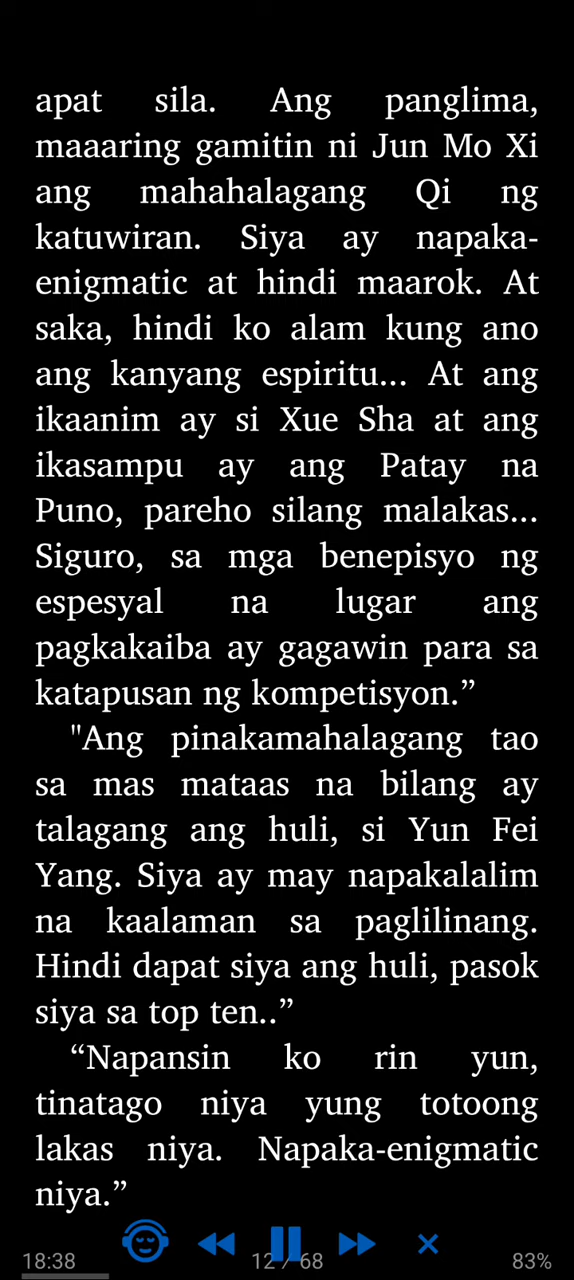 apat sila. Ang panglima,
maaaring gamitin ni Jun Mo Xi
ang mahahalagang Qi ng
katuwiran. Siya ay napaka-
enigmatic at hindi maarok. At
saka, hindi ko alam kung ano
ang kanyang espiritu... At ang
ikaanim ay si Xue Sha at ang
ikasampu ay ang Patay na
Puno, pareho silang malakas...
Siguro, sa mga benepisyo ng
espesyal na lugar ang
pagkakaiba ay gagawin para sa
katapusan ng kompetisyon.”
"Ang pinakamahalagang tao
sa mas mataas na bilang ay
talagang ang huli, si Yun Fei
Yang. Siya ay may napakalalim
na kaalaman sa paglilinang.
Hindi dapat siya ang huli, pasok
siya sa top ten..”
“Napansin ko rin yun,
tinatago niya yung totoong
lakas niya. Napaka-enigmatic
niya.”
18:38 12 / 68 83%